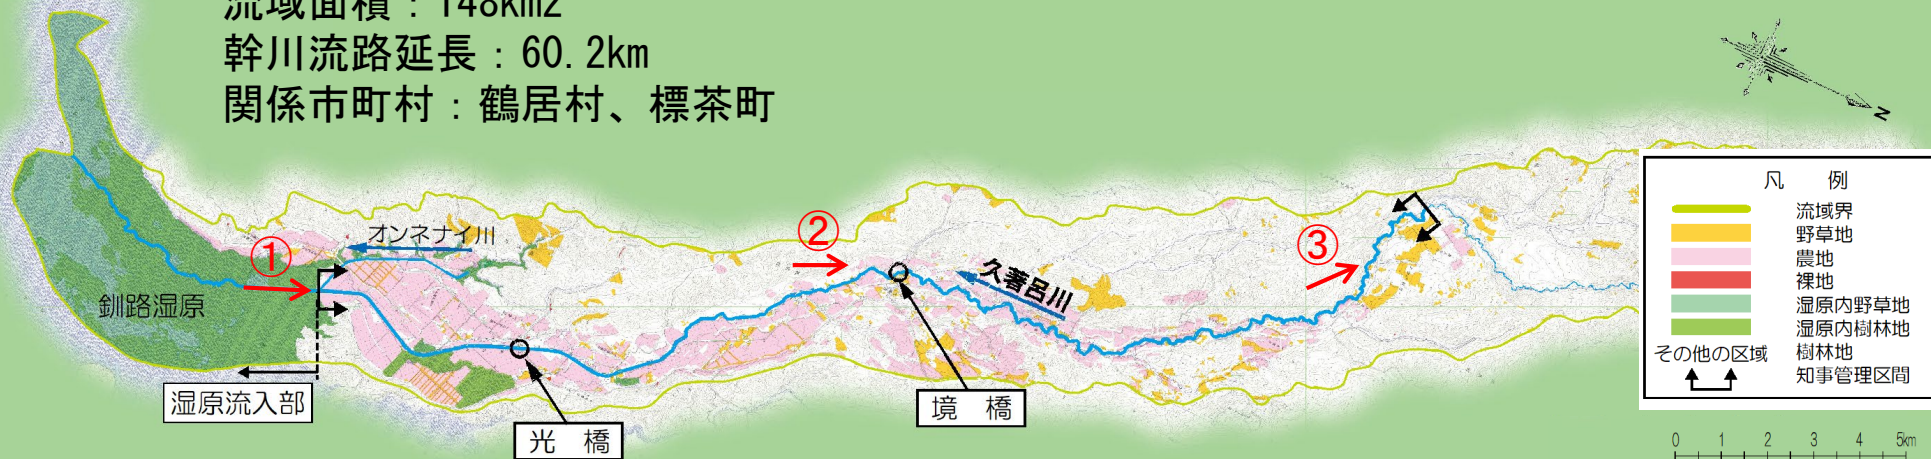 流域面積：148km2
幹川流路延長：60.2km
関係市町村：鶴居村、標茶町
N
凡　例
流域界
野草地
農地
裸地
湿原内野草地
湿原内樹林地
その他の区域 樹林地
知事管理区間
オンネナイ川
①
②
③
久著呂川
釧路湿原
湿原流入部
光　橋
境　橋
0 1 2 3 4 5km